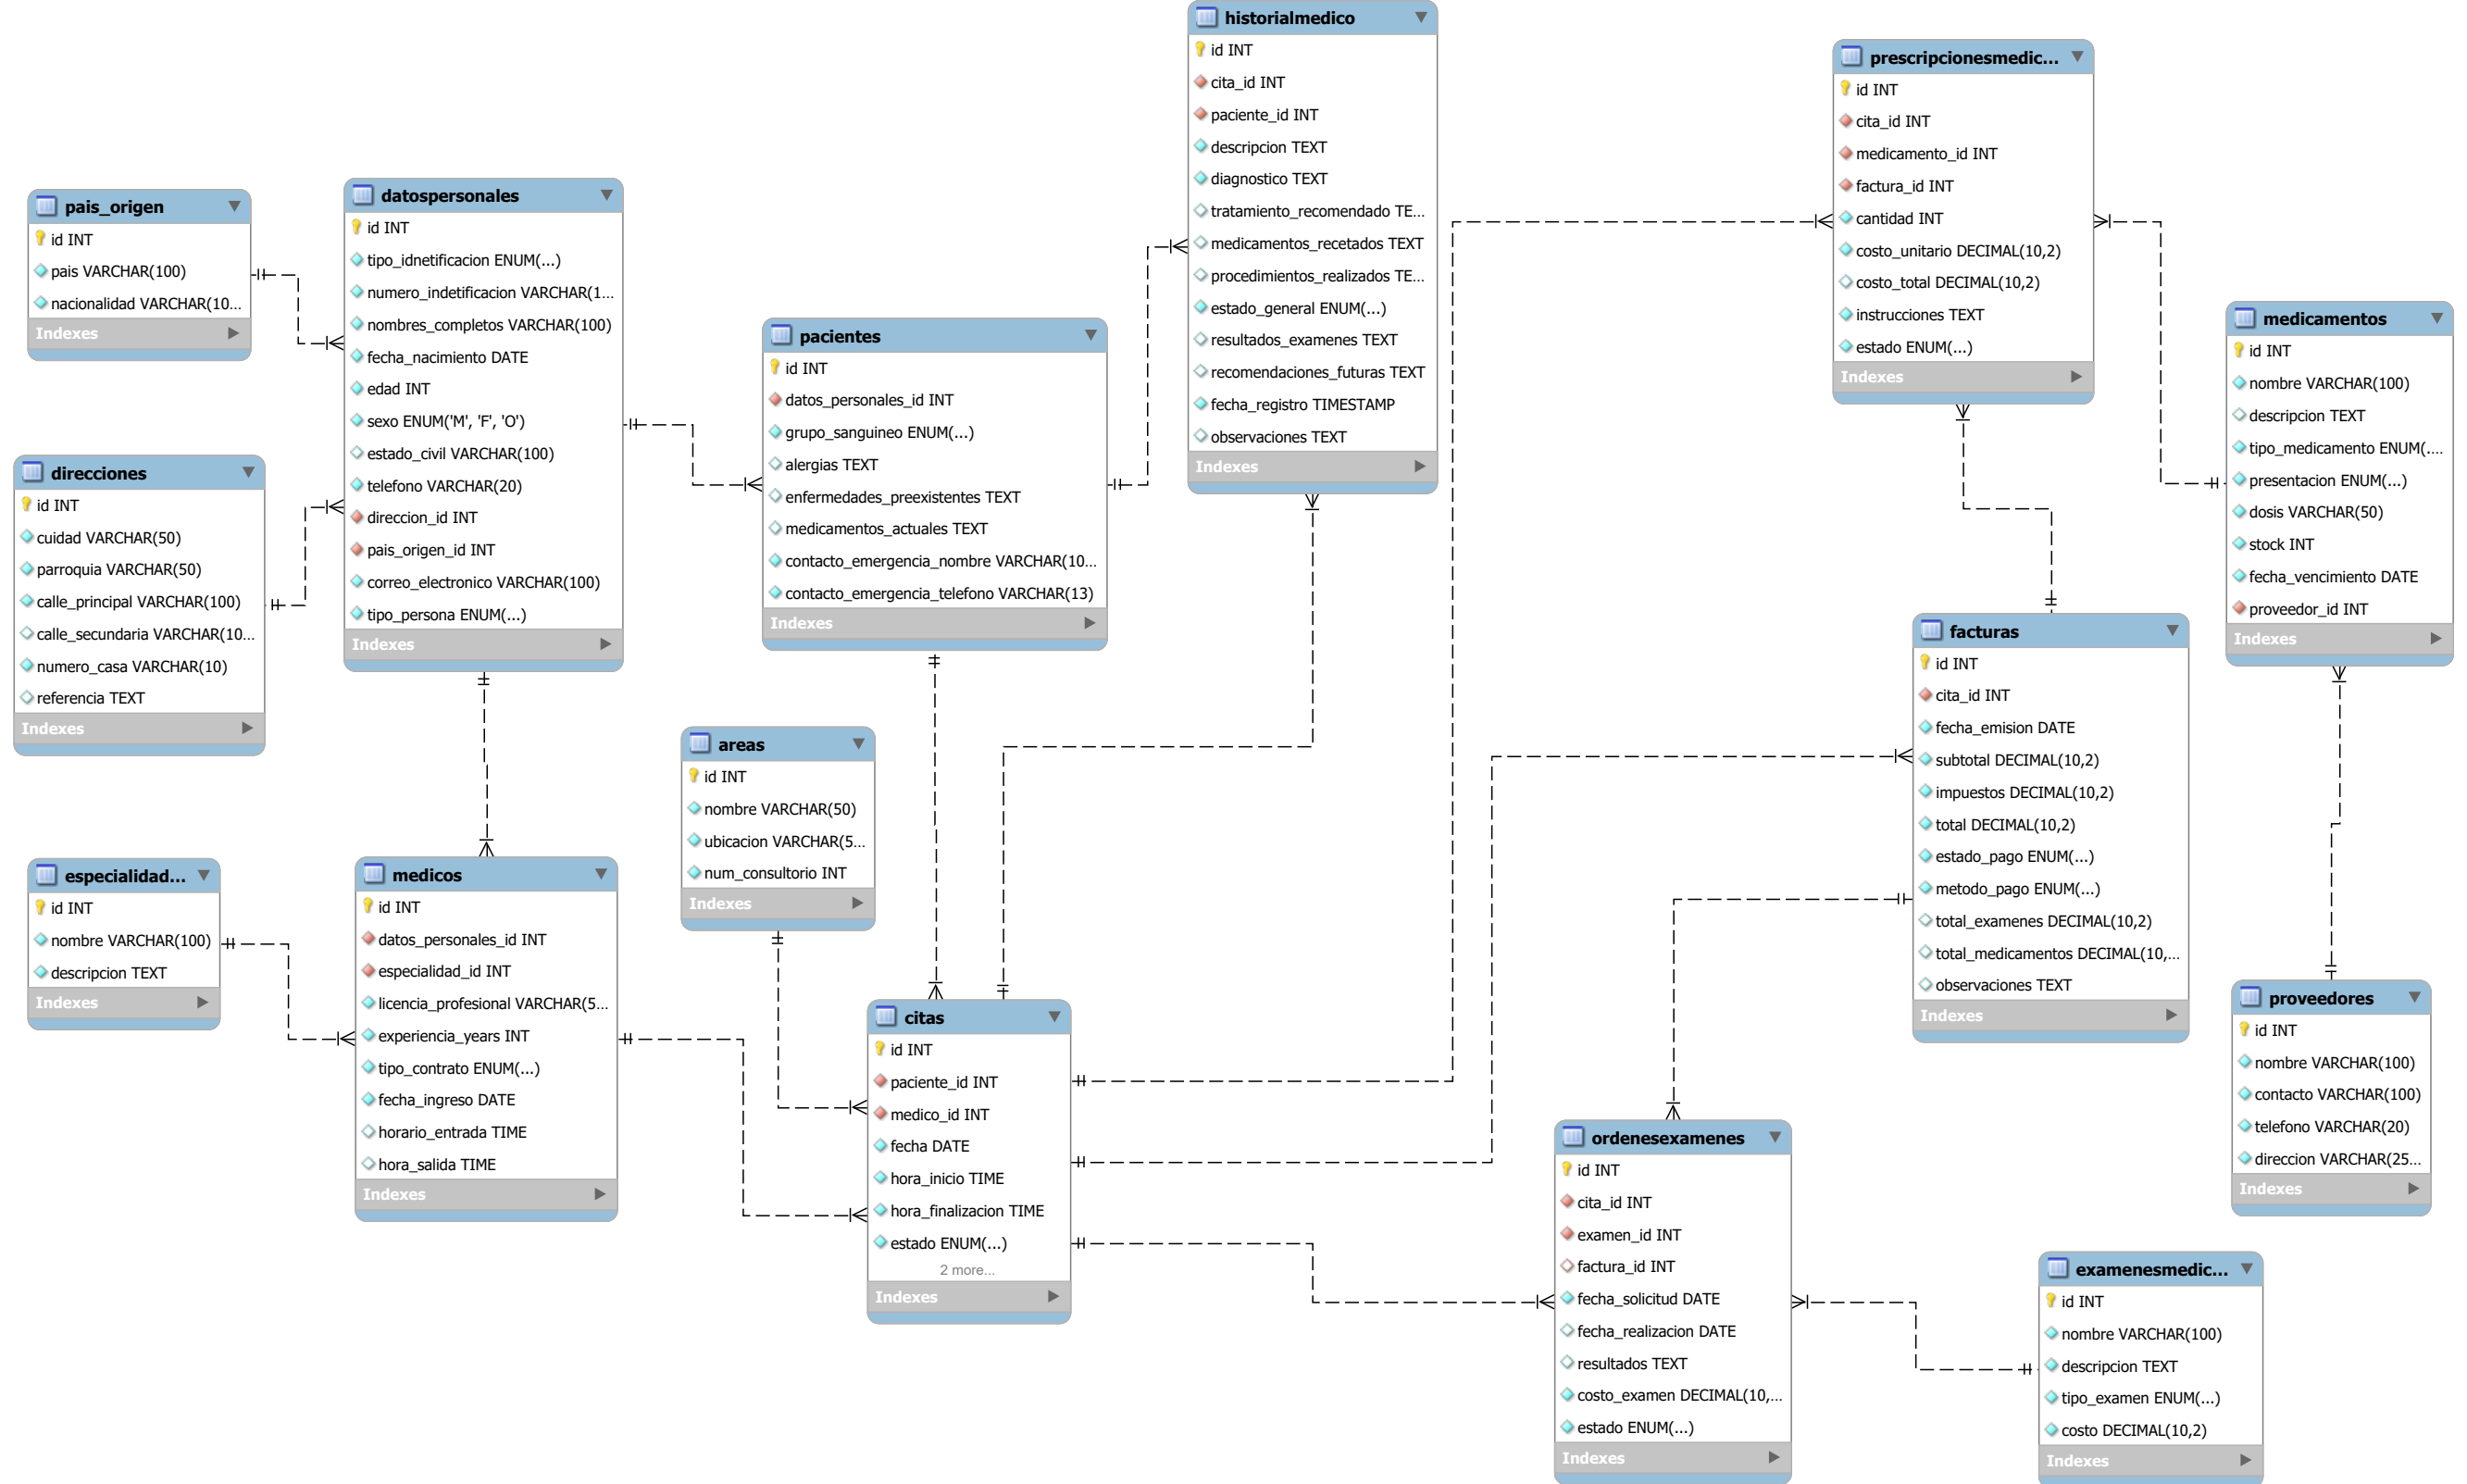 historialmedico
id INT
cita_id INT
paciente_id INT
descripcion TEXT
diagnostico TEXT
tratamiento_recomendado TE...
medicamentos_recetados TEXT
procedimientos_realizados TE...
estado_general ENUM(...)
resultados_examenes TEXT
recomendaciones_futuras TEXT
fecha_registro TIMESTAMP
observaciones TEXT
Indexes
prescripcionesmedic...
id INT
cita_id INT
medicamento_id INT
factura_id INT
cantidad INT
costo_unitario DECIMAL(10,2)
costo_total DECIMAL(10,2)
instrucciones TEXT
estado ENUM(...)
Indexes
pais_origen
id INT
pais VARCHAR(100)
nacionalidad VARCHAR(10...
Indexes
datospersonales
id INT
tipo_idnetificacion ENUM(...)
numero_indetificacion VARCHAR(1...
nombres_completos VARCHAR(100)
fecha_nacimiento DATE
edad INT
sexo ENUM('M', 'F', 'O')
estado_civil VARCHAR(100)
telefono VARCHAR(20)
direccion_id INT
pais_origen_id INT
correo_electronico VARCHAR(100)
tipo_persona ENUM(...)
Indexes
pacientes
id INT
datos_personales_id INT
grupo_sanguineo ENUM(...)
alergias TEXT
enfermedades_preexistentes TEXT
medicamentos_actuales TEXT
contacto_emergencia_nombre VARCHAR(10...
contacto_emergencia_telefono VARCHAR(13)
Indexes
medicamentos
id INT
nombre VARCHAR(100)
descripcion TEXT
tipo_medicamento ENUM(....
presentacion ENUM(...)
dosis VARCHAR(50)
stock INT
fecha_vencimiento DATE
proveedor_id INT
Indexes
direcciones
id INT
cuidad VARCHAR(50)
parroquia VARCHAR(50)
calle_principal VARCHAR(100)
calle_secundaria VARCHAR(10...
numero_casa VARCHAR(10)
referencia TEXT
Indexes
facturas
id INT
cita_id INT
fecha_emision DATE
subtotal DECIMAL(10,2)
impuestos DECIMAL(10,2)
total DECIMAL(10,2)
estado_pago ENUM(...)
metodo_pago ENUM(...)
total_examenes DECIMAL(10,2)
total_medicamentos DECIMAL(10,...
observaciones TEXT
Indexes
areas
id INT
nombre VARCHAR(50)
ubicacion VARCHAR(5...
num_consultorio INT
Indexes
especialidad...
id INT
nombre VARCHAR(100)
descripcion TEXT
Indexes
medicos
id INT
datos_personales_id INT
especialidad_id INT
licencia_profesional VARCHAR(5...
experiencia_years INT
tipo_contrato ENUM(...)
fecha_ingreso DATE
horario_entrada TIME
hora_salida TIME
Indexes
citas
id INT
paciente_id INT
medico_id INT
fecha DATE
hora_inicio TIME
hora_finalizacion TIME
estado ENUM(...)
2 more...
Indexes
proveedores
id INT
nombre VARCHAR(100)
contacto VARCHAR(100)
telefono VARCHAR(20)
direccion VARCHAR(25...
Indexes
ordenesexamenes
id INT
cita_id INT
examen_id INT
factura_id INT
fecha_solicitud DATE
fecha_realizacion DATE
resultados TEXT
costo_examen DECIMAL(10,...
estado ENUM(...)
Indexes
examenesmedic...
id INT
nombre VARCHAR(100)
descripcion TEXT
tipo_examen ENUM(...)
costo DECIMAL(10,2)
Indexes